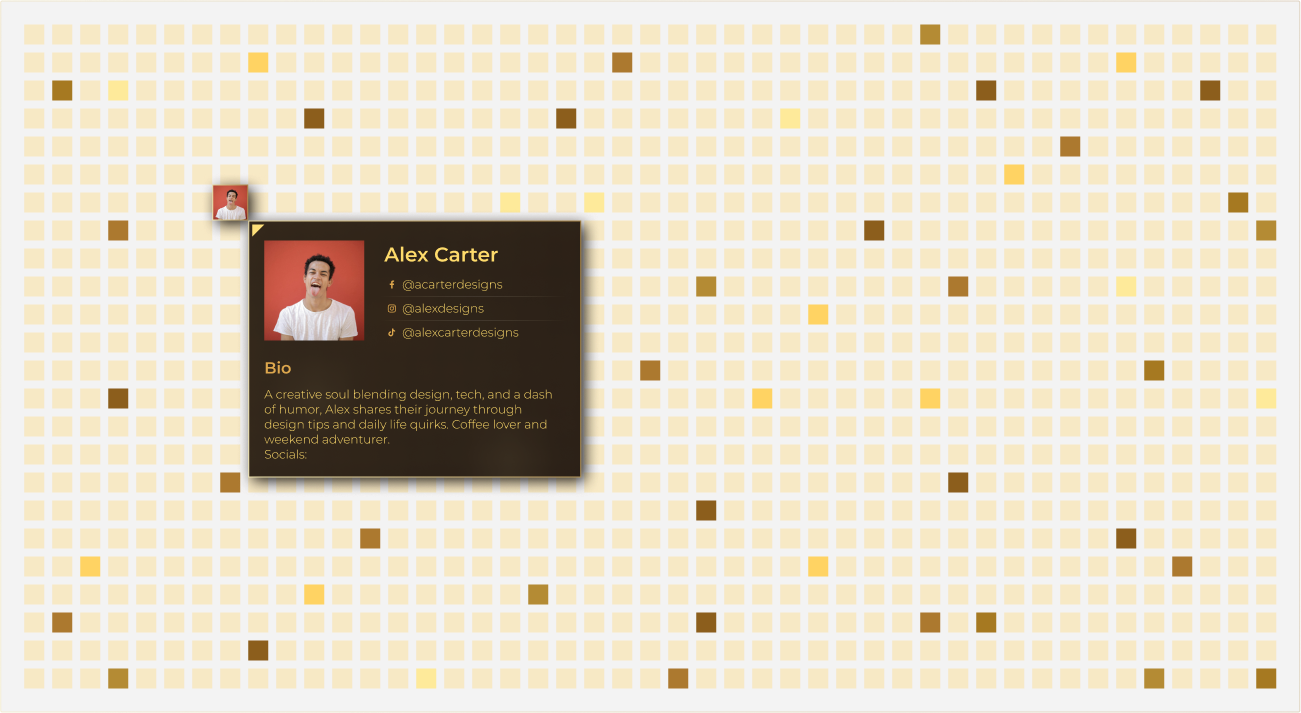 Alex Carter
@acarterdesigns
@alexdesigns
@alexcarterdesigns
Bio
A creative soul blending design, tech, and a dash
of humor, Alex shares their journey through
design tips and daily life quirks. Coffee lover and
weekend adventurer.
Socials: